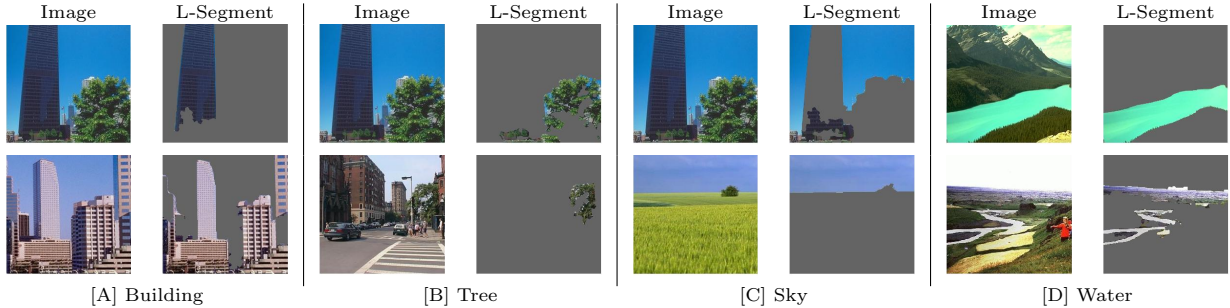 Image L-Segment Image L-Segment Image L-Segment Image L-Segment
[A] Building [B] Tree [C] Sky [D] Water